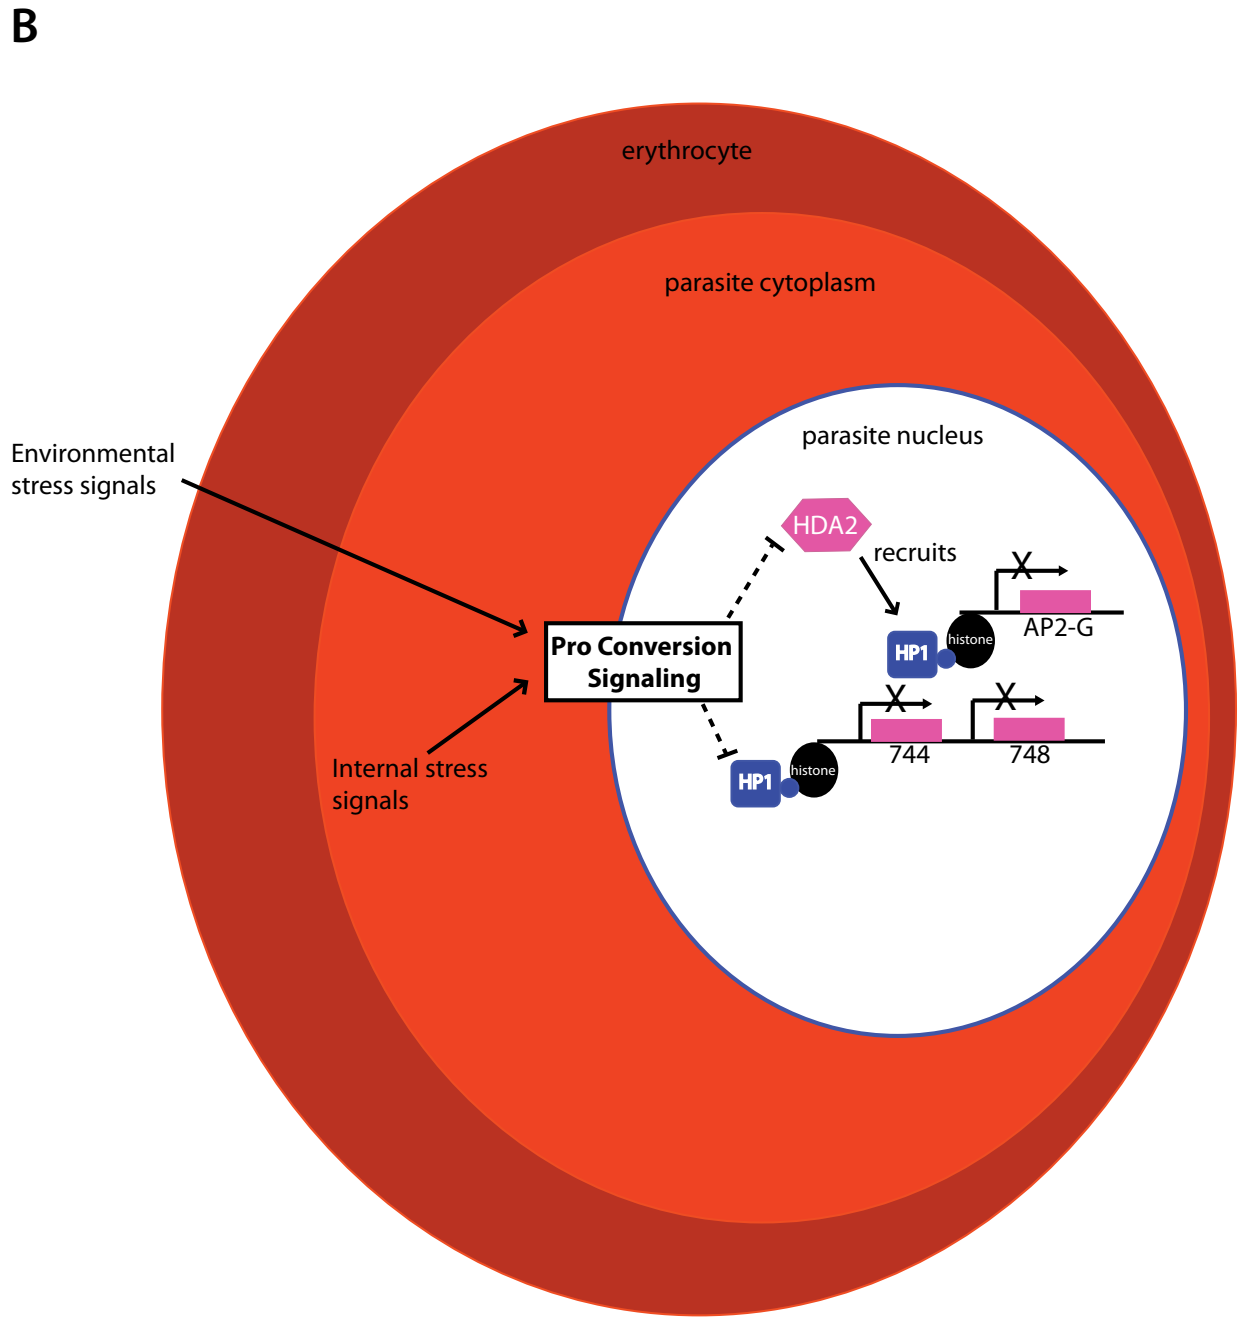 B
erythrocyte
parasite cytoplasm
parasite nucleus
Environmental
stress signals
HDA2
recruits
X
AP2-G
histone
HP1
Pro Conversion
Signaling
X
X
744
748
Internal stress
signals
HP1
histone